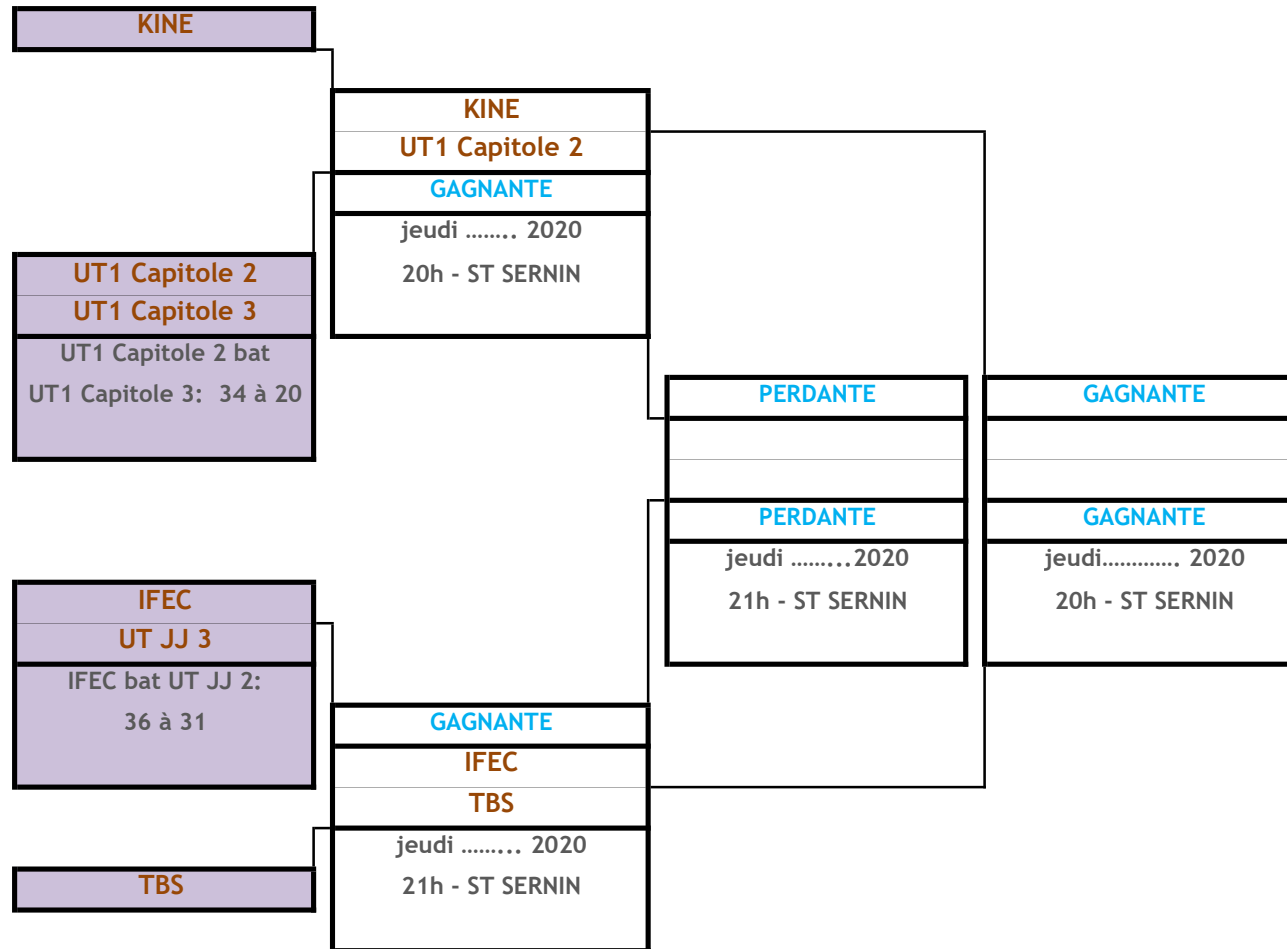 KINE
KINE
UT1 Capitole 2
GAGNANTE
jeudi …….. 2020
20h - ST SERNIN
UT1 Capitole 2
UT1 Capitole 3
UT1 Capitole 2 bat
UT1 Capitole 3: 34 à 20
PERDANTE
PERDANTE
jeudi ……...2020
21h - ST SERNIN
GAGNANTE
GAGNANTE
jeudi…………. 2020
20h - ST SERNIN
IFEC
UT JJ 3
IFEC bat UT JJ 2:
36 à 31
GAGNANTE
IFEC
TBS
jeudi ……... 2020
21h - ST SERNIN
TBS